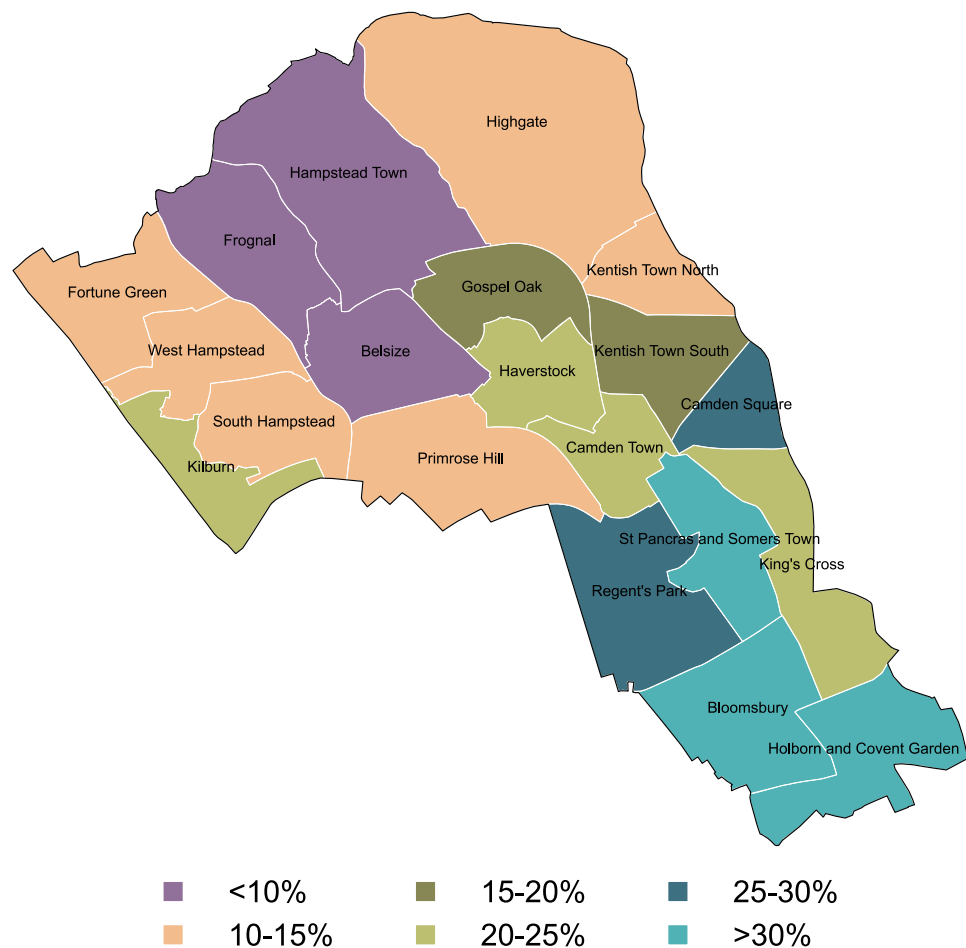 Highgate
Hampstead Town
Frognal
Kentish Town North
Gospel Oak
Fortune Green
West Hampstead
Belsize
Kentish Town South
Haverstock
Camden Square
South Hampstead
Camden Town
Primrose Hill
Kilburn
St Pancras and Somers Town
King's Cross
Regent's Park
Bloomsbury
Holborn and Covent Garden
<10% 15-20% 25-30%
10-15% 20-25% >30%